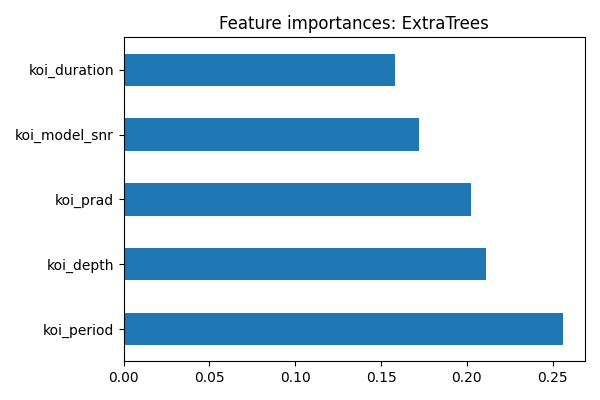 Feature importances: ExtraTrees
koi_duration
koi_model_snr
koi_prad
koi_depth
koi_period
0.00 0.05 0.10 0.15 0.20 0.25